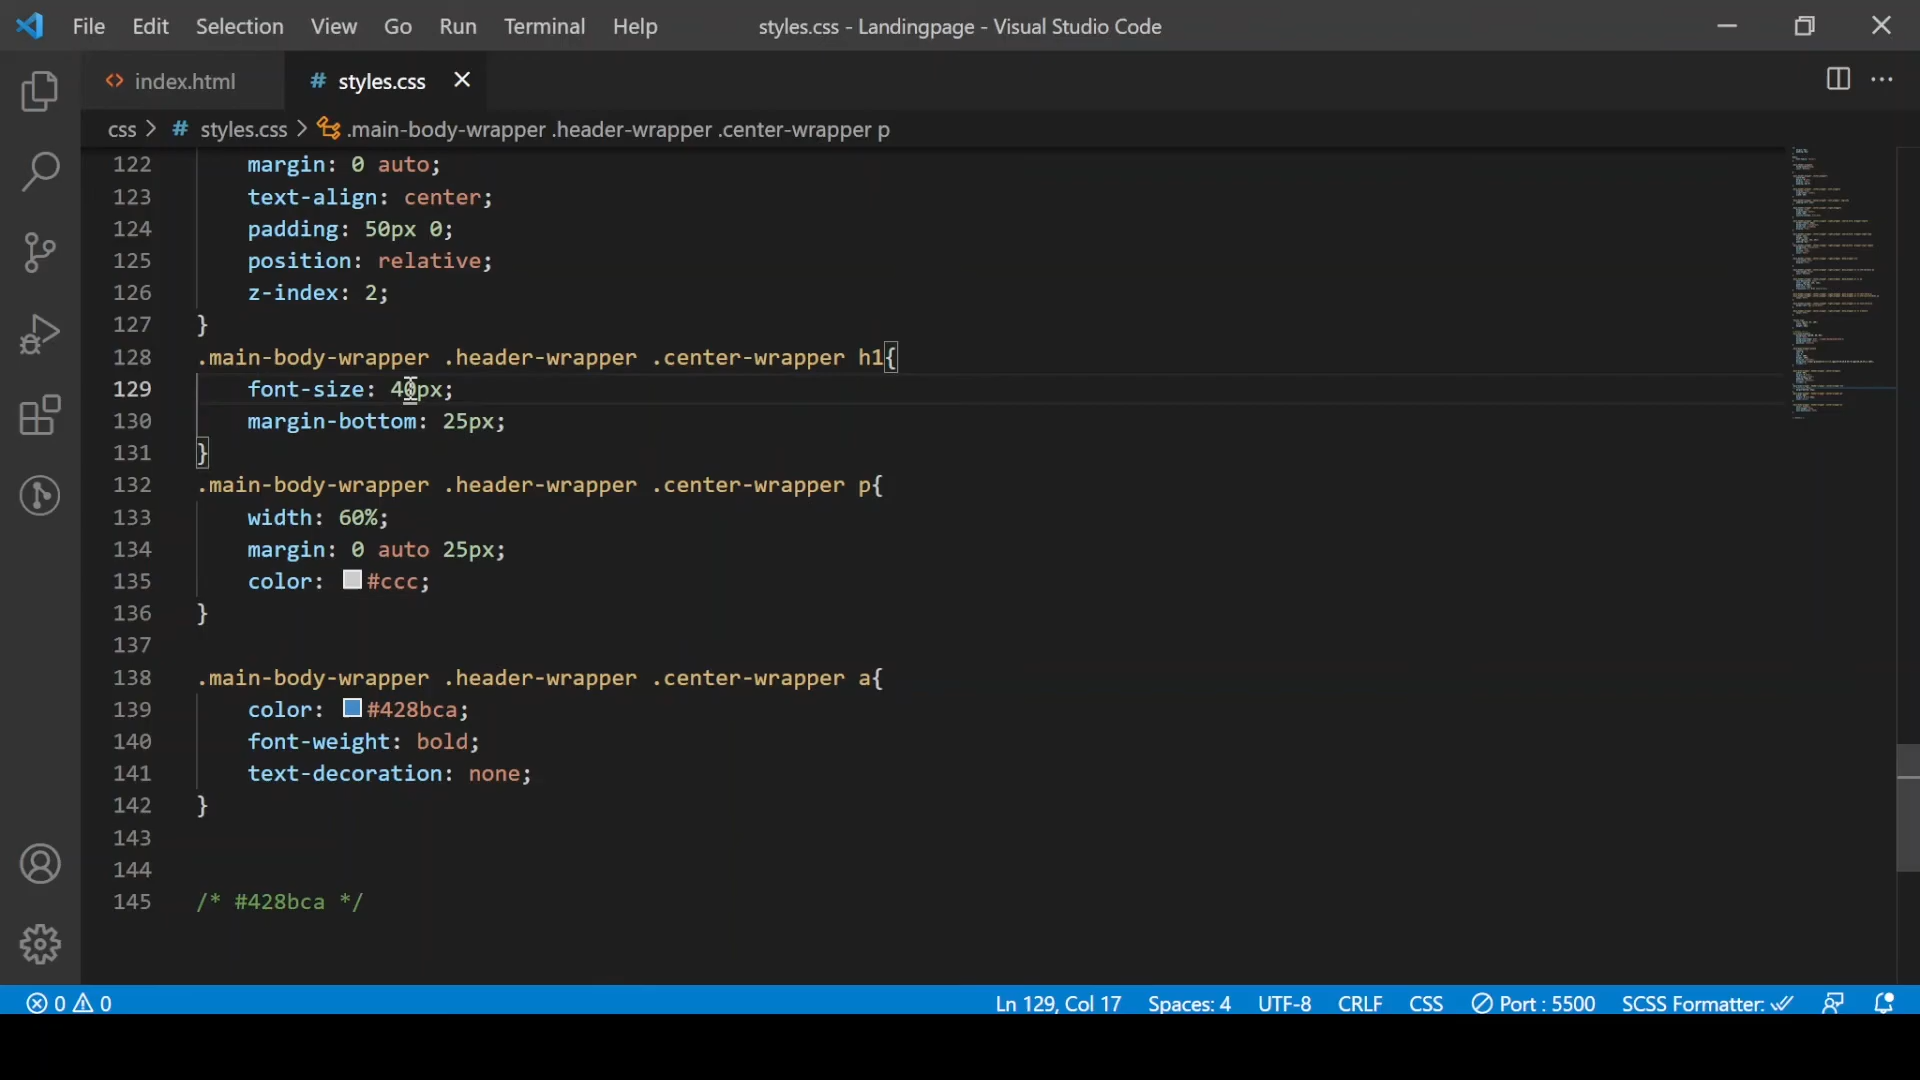 File Edit Selection View Go Run Terminal Help styles.css - Landingpage - Visual Studio Code
<> index.html # styles.css
css > # styles.css > .main-body-wrapper .header-wrapper .center-wrapper p
122 margin: 0 auto;
123 text-align: center;
124 padding: 50px 0;
125 position: relative;
126 z-index: 2;
127 }
128 .main-body-wrapper .header-wrapper .center-wrapper h1{
129 font-size: 40px;
130 margin-bottom: 25px;
131 }
132 .main-body-wrapper .header-wrapper .center-wrapper p{
133 width: 60%;
134 margin: 0 auto 25px;
135 color: #ccc;
136 }
137
138 .main-body-wrapper .header-wrapper .center-wrapper a{
139 color: #428bca;
140 font-weight: bold;
141 text-decoration: none;
142 }
143
144
145 /* #428bca */
0 0 Ln 129, Col 17 Spaces: 4 UTF-8 CRLF CSS Port : 5500 SCSS Formatter: